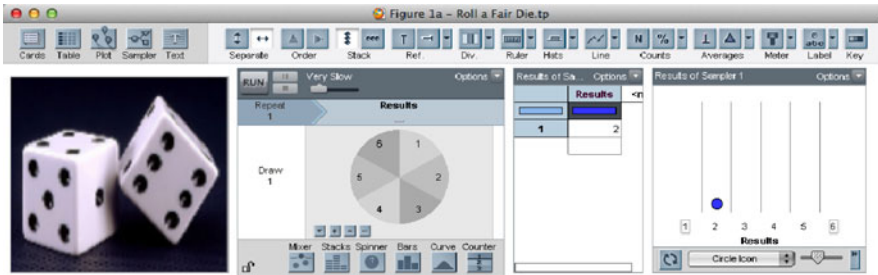 Figure 1a - Roll a Fair Die.tp
Cards Table Plot Sampler Text Separate Order Stack Ref. Div. Ruler Hats Line Counts Averages Meter Label Key
RUN Very Slow Options
Repeat
1
Results
Draw
1
6 1
5 2
4 3
Mixer Stacks Spinner Bars Curve Counter
Results of Sa... Options
Results <n
1 2
Results of Sampler 1 Options
1 2 3 4 5 6
Results
Circle Icon